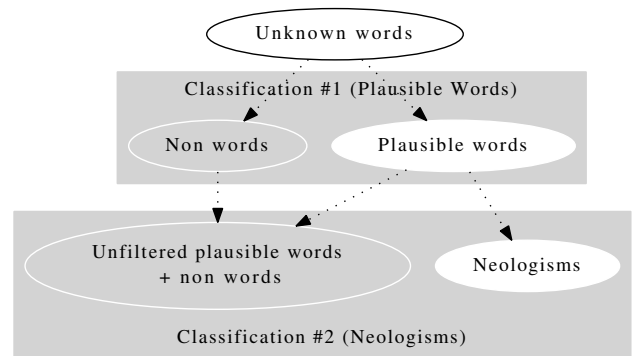 Unknown words
Classification #1 (Plausible Words)
Non words
Plausible words
Unfiltered plausible words
+ non words
Neologisms
Classification #2 (Neologisms)